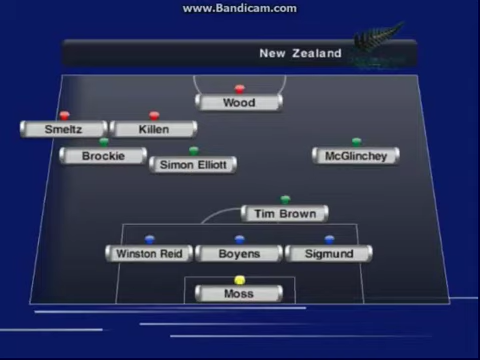 www.Bandicam.com
New Zealand
Wood
Smeltz
Killen
Brockie
Simon Elliott
McGlinchey
Tim Brown
Winston Reid
Boyens
Sigmund
Moss